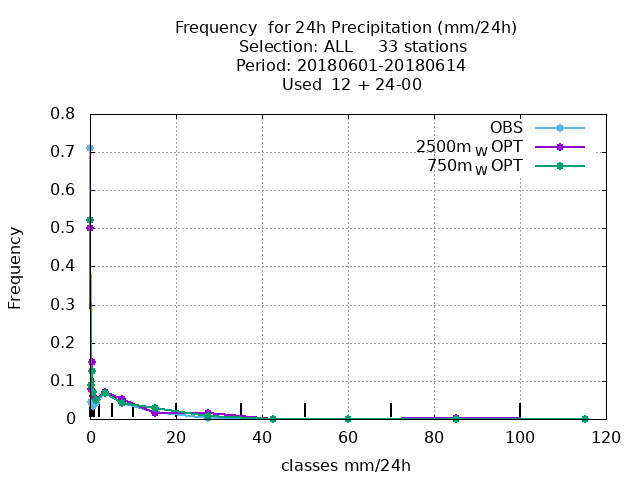 Frequency  for 24h Precipitation (mm/24h)
Selection: ALL     33 stations
Period: 20180601-20180614
Used  12 + 24-00
OBS
2500m W OPT
750m W OPT
0.8
0.7
0.6
0.5
0.4
0.3
0.2
0.1
0
Frequency
0 20 40 60 80 100 120
classes mm/24h